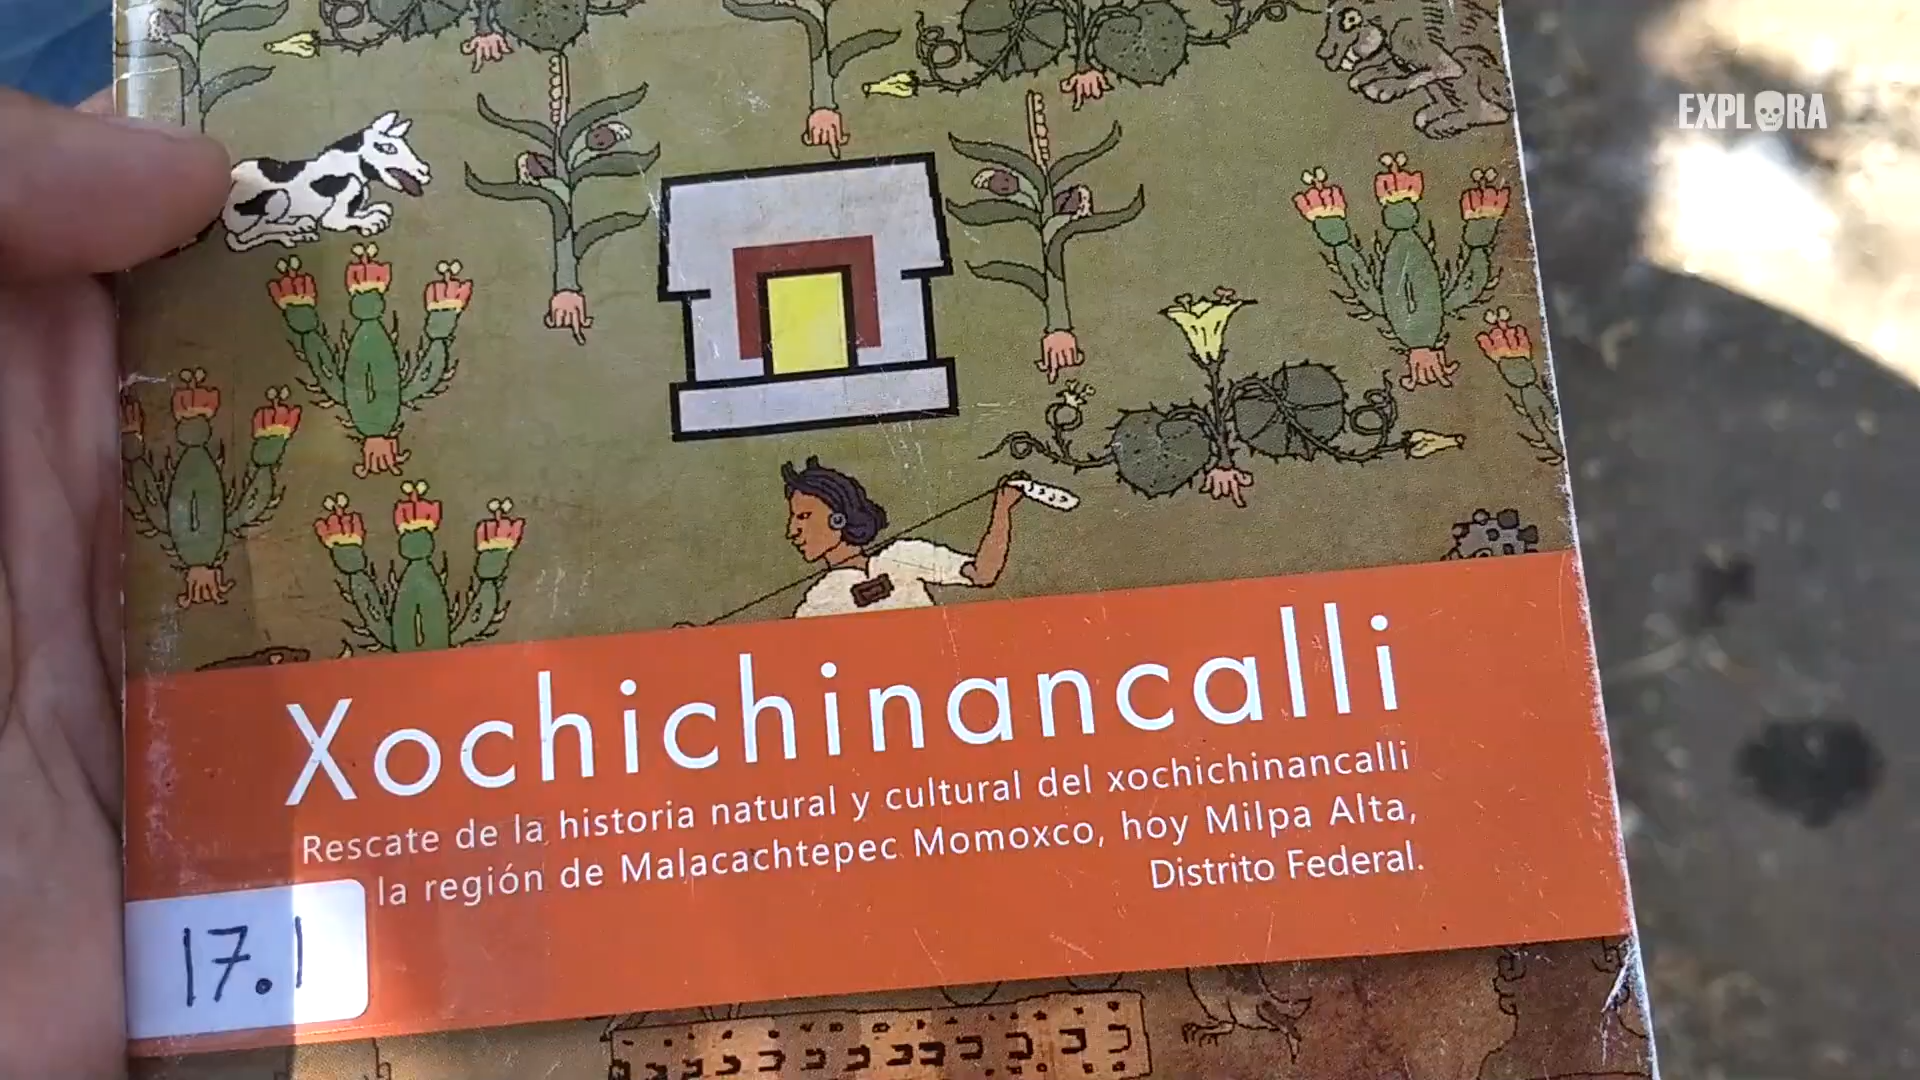 EXPLORA
Xochichinancalli
Rescate de la historia natural y cultural del xochichinancalli
la región de Malacachtepec Momoxco, hoy Milpa Alta,
Distrito Federal.
17.1